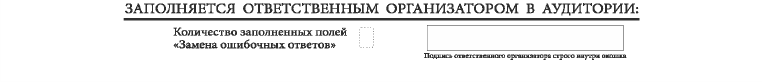 ЗАПОЛНЯЕТСЯ ОТВЕТСТВЕННЫМ ОРГАНИЗАТОРОМ В АУДИТОРИИ:
Количество заполненных полей
«Замена ошибочных ответов»
Подпись ответственного организатора строго внутри окошка